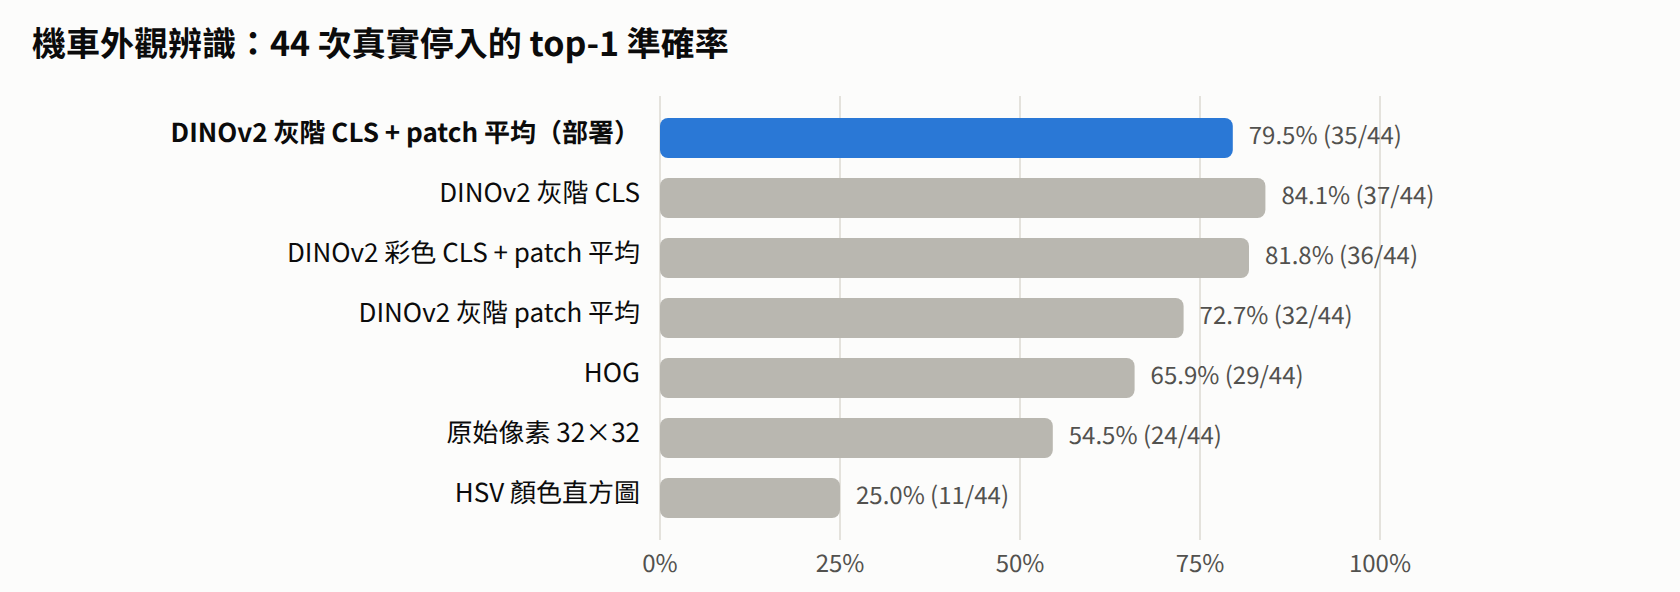 機車外觀辨識：44 次真實停入的 top-1 準確率
DINOv2 灰階 CLS + patch 平均（部署） 79.5% (35/44)
DINOv2 灰階 CLS 84.1% (37/44)
DINOv2 彩色 CLS + patch 平均 81.8% (36/44)
DINOv2 灰階 patch 平均 72.7% (32/44)
HOG 65.9% (29/44)
原始像素 32×32 54.5% (24/44)
HSV 顏色直方圖 25.0% (11/44)
0% 25% 50% 75% 100%